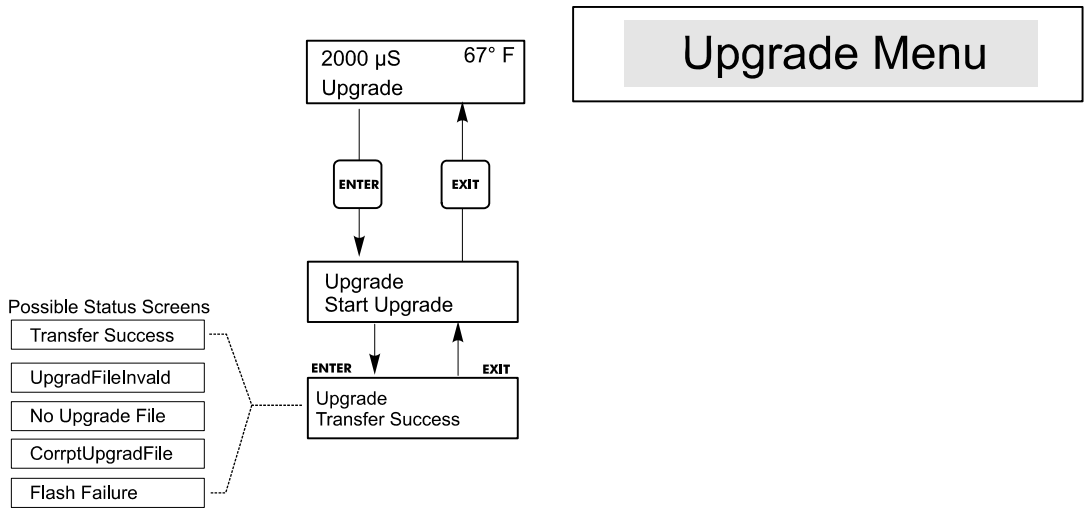 Upgrade Menu
2000 µS 67° F
Upgrade
ENTER EXIT
Upgrade
Start Upgrade
ENTER EXIT
Upgrade
Transfer Success
Possible Status Screens
Transfer Success
UpgradFileInvald
No Upgrade File
CorrptUpgradFile
Flash Failure